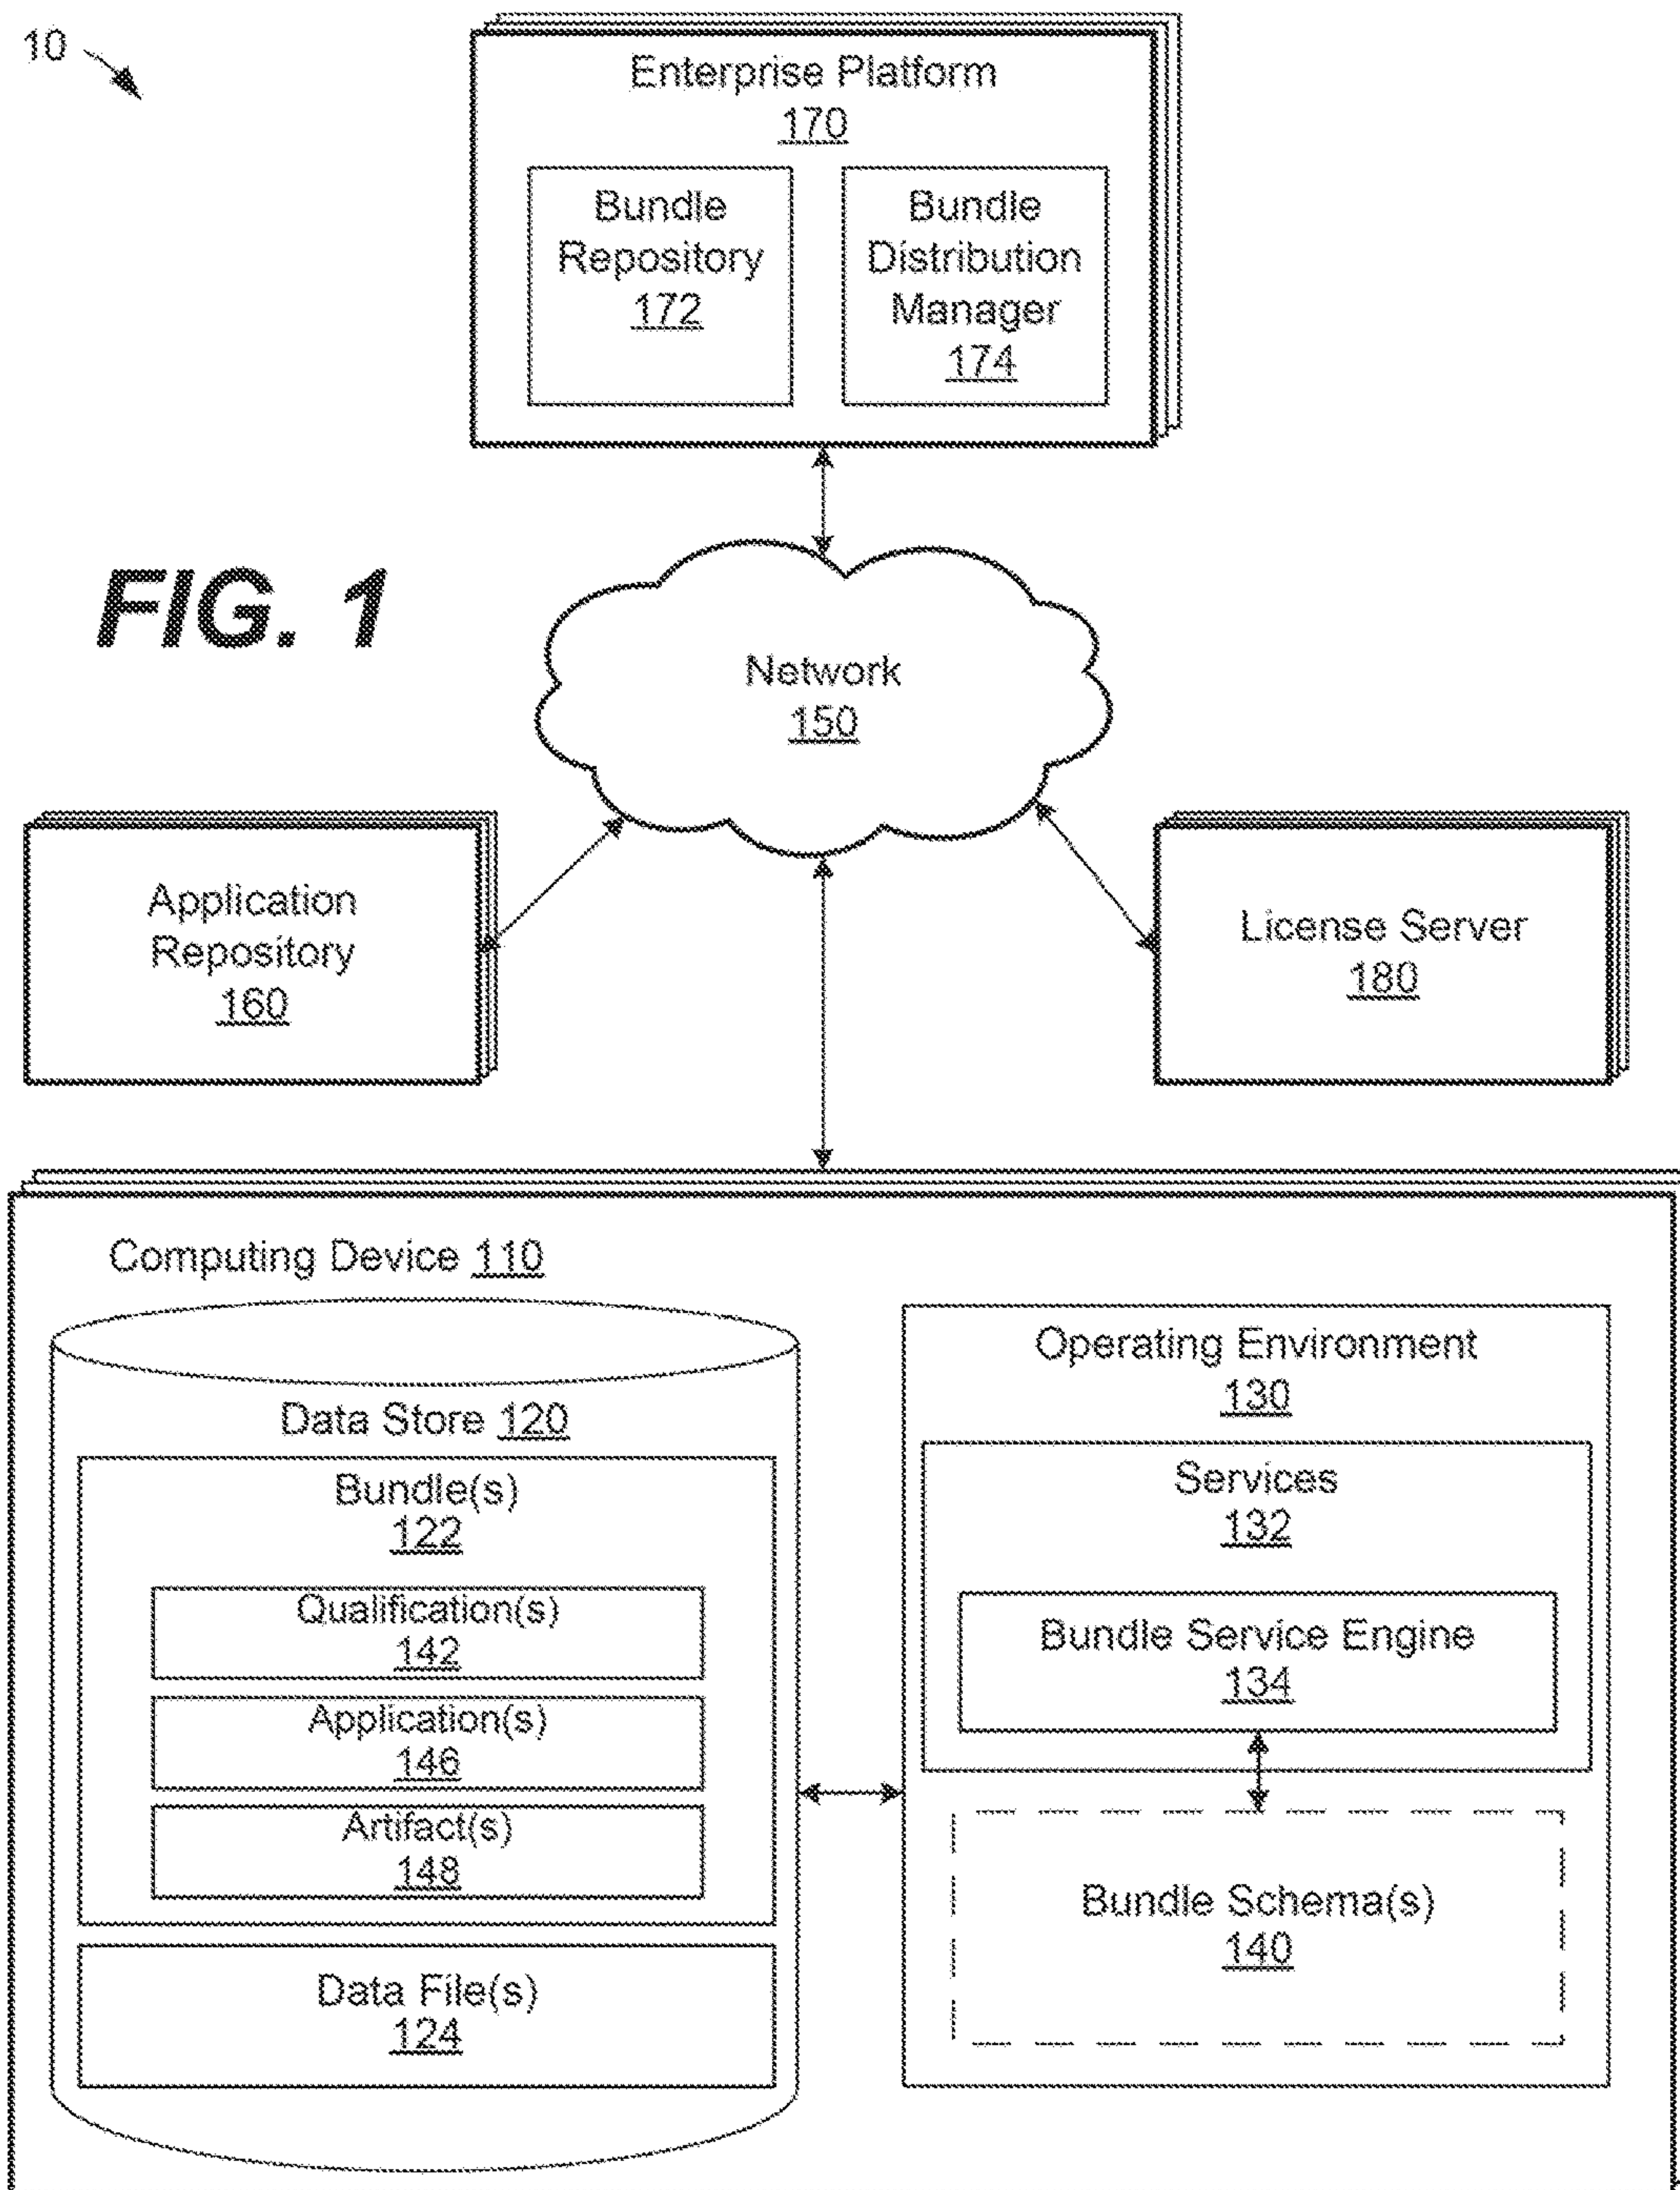 10
Enterprise Platform
170
Bundle
Repository
172
Bundle
Distribution
Manager
174
FIG. 1
Network
150
Application
Repository
160
License Server
180
Computing Device 110
Data Store 120
Bundle(s)
122
Qualification(s)
142
Application(s)
146
Artifact(s)
148
Data File(s)
124
Operating Environment
130
Services
132
Bundle Service Engine
134
Bundle Schema(s)
140